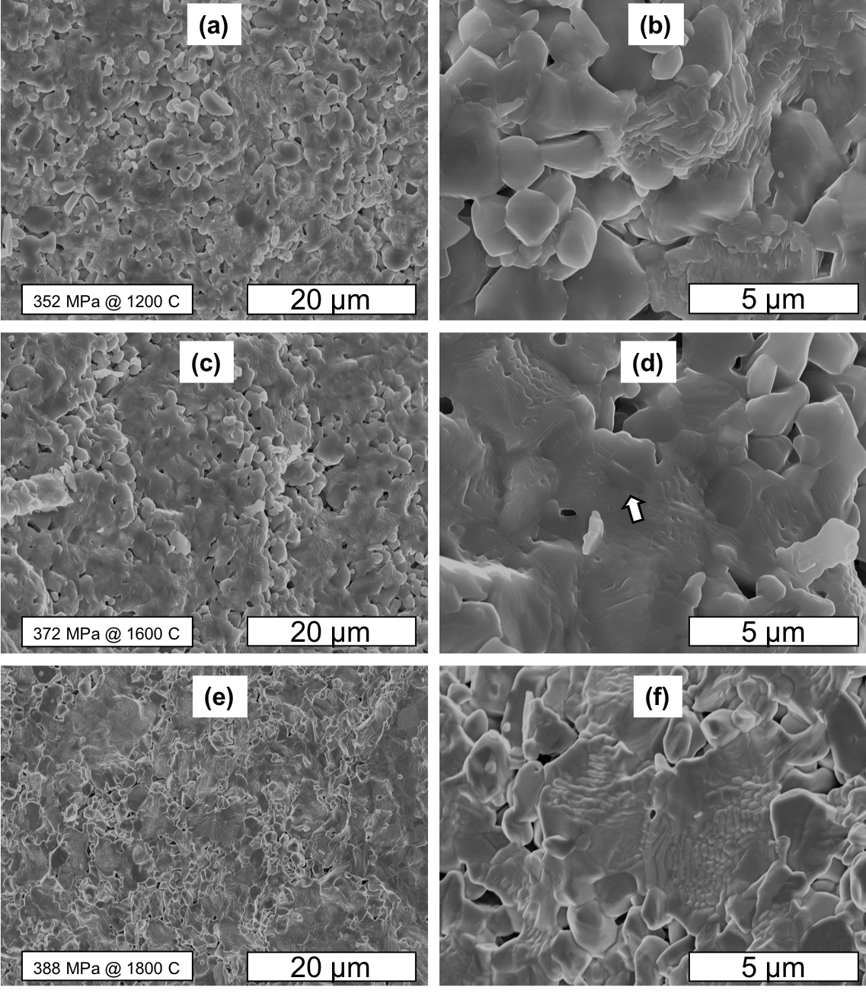 (a)
(b)
352 MPa @ 1200 C
20 µm
5 µm
(c)
(d)
372 MPa @ 1600 C
20 µm
5 µm
(e)
(f)
388 MPa @ 1800 C
20 µm
5 µm